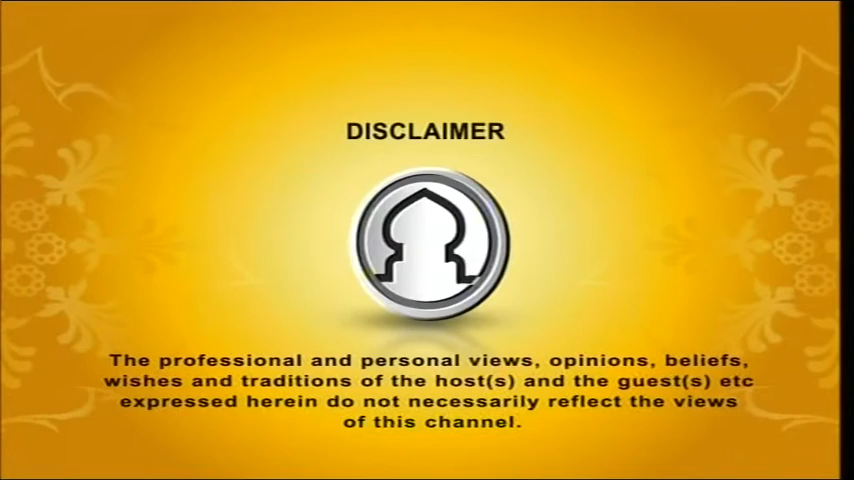 DISCLAIMER
The professional and personal views, opinions, beliefs,
wishes and traditions of the host(s) and the guest(s) etc
expressed herein do not necessarily reflect the views
of this channel.